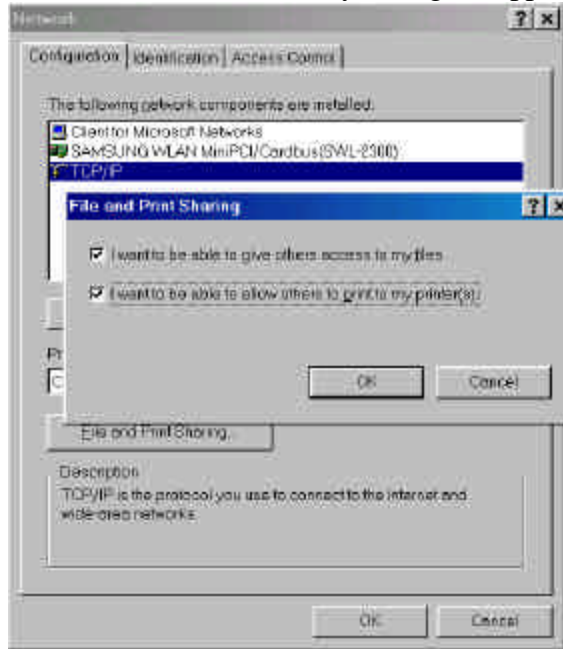 Network
Configuration Identification Access Control
The following network components are installed:
Client for Microsoft Networks
SAMSUNG WLAN MiniPCI/Cardbus(SWL-2300)
TCP/IP
File and Print Sharing
I want to be able to give others access to my files.
I want to be able to allow others to print to my printer(s).
OK Cancel
Pr
C
File and Print Sharing...
Description
TCP/IP is the protocol you use to connect to the Internet and
wide-area networks.
OK Cancel